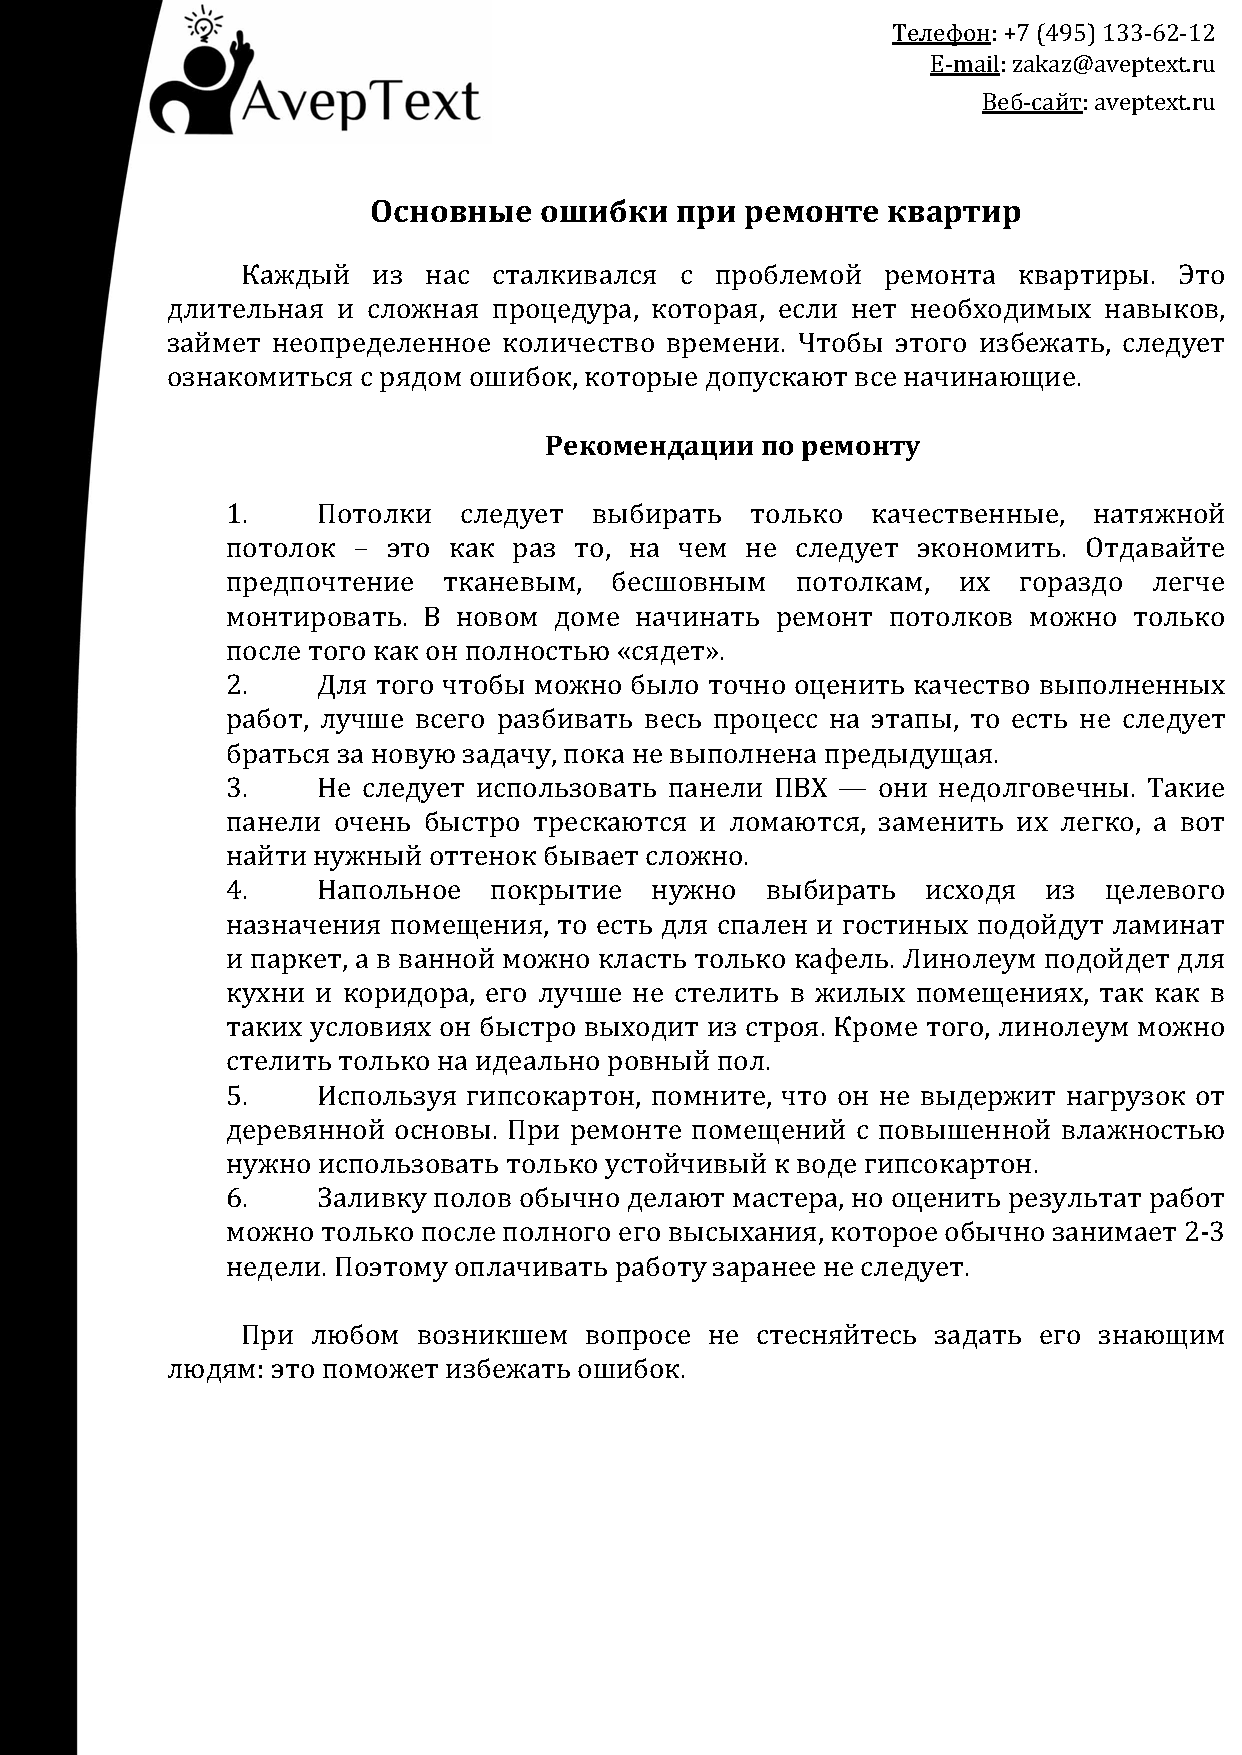 AvepText
Телефон: +7 (495) 133-62-12
E-mail: zakaz@aveptext.ru
Веб-сайт: aveptext.ru
Основные ошибки при ремонте квартир
Каждый из нас сталкивался с проблемой ремонта квартиры. Это
длительная и сложная процедура, которая, если нет необходимых навыков,
займет неопределенное количество времени. Чтобы этого избежать, следует
ознакомиться с рядом ошибок, которые допускают все начинающие.
Рекомендации по ремонту
1. Потолки следует выбирать только качественные, натяжной
потолок – это как раз то, на чем не следует экономить. Отдавайте
предпочтение тканевым, бесшовным потолкам, их гораздо легче
монтировать. В новом доме начинать ремонт потолков можно только
после того как он полностью «сядет».
2. Для того чтобы можно было точно оценить качество выполненных
работ, лучше всего разбивать весь процесс на этапы, то есть не следует
браться за новую задачу, пока не выполнена предыдущая.
3. Не следует использовать панели ПВХ — они недолговечны. Такие
панели очень быстро трескаются и ломаются, заменить их легко, а вот
найти нужный оттенок бывает сложно.
4. Напольное покрытие нужно выбирать исходя из целевого
назначения помещения, то есть для спален и гостиных подойдут ламинат
и паркет, а в ванной можно класть только кафель. Линолеум подойдет для
кухни и коридора, его лучше не стелить в жилых помещениях, так как в
таких условиях он быстро выходит из строя. Кроме того, линолеум можно
стелить только на идеально ровный пол.
5. Используя гипсокартон, помните, что он не выдержит нагрузок от
деревянной основы. При ремонте помещений с повышенной влажностью
нужно использовать только устойчивый к воде гипсокартон.
6. Заливку полов обычно делают мастера, но оценить результат работ
можно только после полного его высыхания, которое обычно занимает 2-3
недели. Поэтому оплачивать работу заранее не следует.
При любом возникшем вопросе не стесняйтесь задать его знающим
людям: это поможет избежать ошибок.